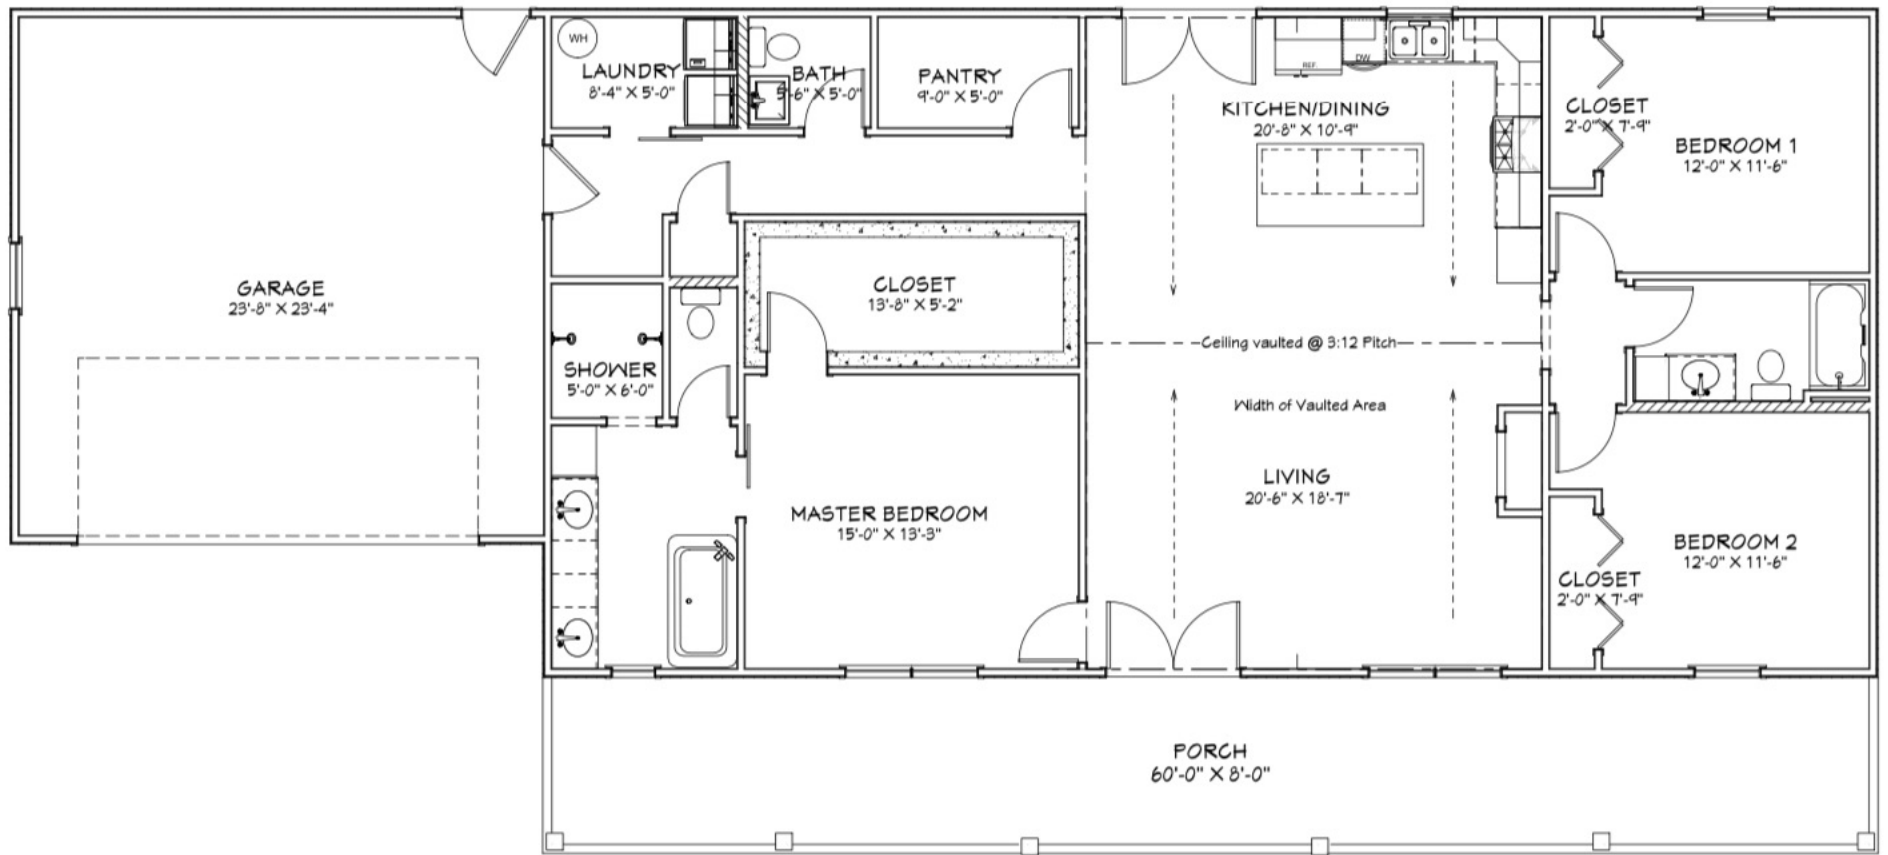 WH
LAUNDRY
8'-4" X 5'-0"
BATH
5'-6" X 5'-0"
PANTRY
9'-0" X 5'-0"
REF.
DW
KITCHEN/DINING
20'-8" X 10'-9"
CLOSET
2'-0" X 7'-9"
BEDROOM 1
12'-0" X 11'-6"
GARAGE
23'-8" X 23'-4"
CLOSET
13'-8" X 5'-2"
Ceiling vaulted @ 3:12 Pitch
SHOWER
5'-0" X 6'-0"
Width of Vaulted Area
LIVING
20'-6" X 18'-7"
MASTER BEDROOM
15'-0" X 13'-3"
BEDROOM 2
12'-0" X 11'-6"
CLOSET
2'-0" X 7'-9"
PORCH
60'-0" X 8'-0"